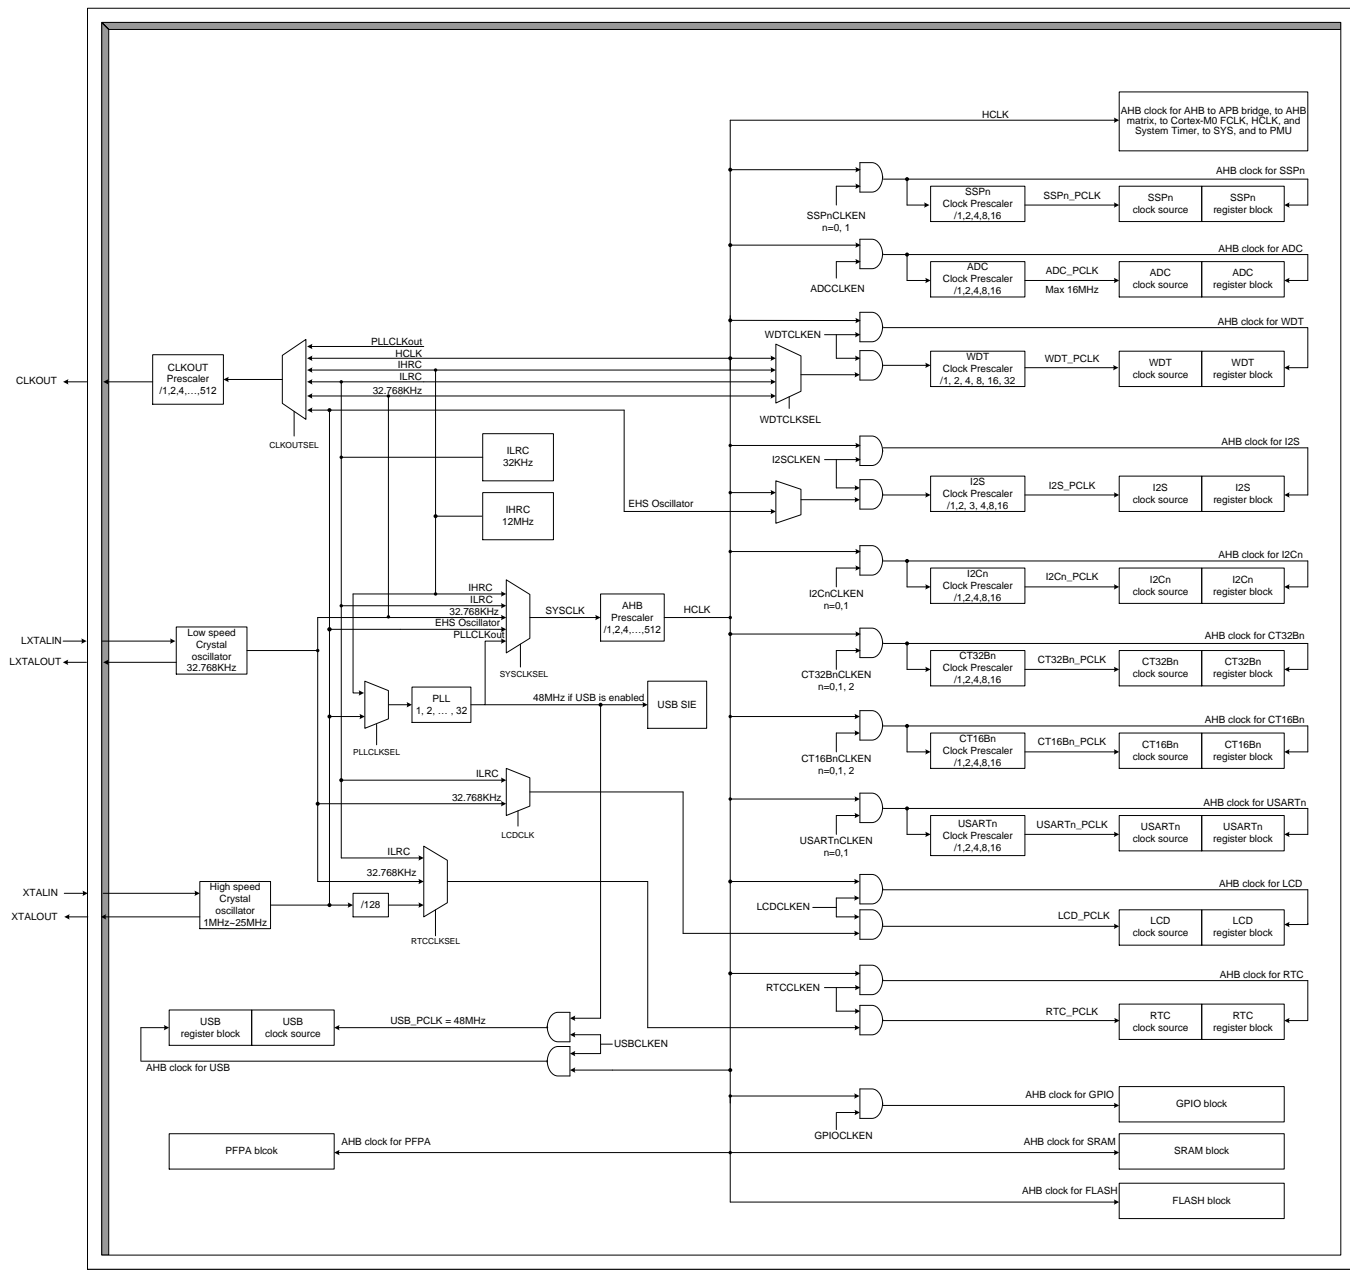 HCLK
AHB clock for AHB to APB bridge, to AHB
matrix, to Cortex-M0 FCLK, HCLK, and
System Timer, to SYS, and to PMU
AHB clock for SSPn
SSPnCLKEN
n=0, 1
SSPn
Clock Prescaler
/1,2,4,8,16
SSPn_PCLK
SSPn
clock source
SSPn
register block
AHB clock for ADC
ADCCLKEN
ADC
Clock Prescaler
/1,2,4,8,16
ADC_PCLK
Max 16MHz
ADC
clock source
ADC
register block
AHB clock for WDT
WDTCLKEN
WDT
Clock Prescaler
/1, 2, 4, 8, 16, 32
WDT_PCLK
WDT
clock source
WDT
register block
WDTCLKSEL
CLKOUT
CLKOUT
Prescaler
/1,2,4,…,512
PLLCLKout
HCLK
IHRC
ILRC
32.768KHz
CLKOUTSEL
ILRC
32KHz
IHRC
12MHz
EHS Oscillator
AHB clock for I2S
I2SCLKEN
I2S
Clock Prescaler
/1,2, 3, 4,8,16
I2S_PCLK
I2S
clock source
I2S
register block
AHB clock for I2Cn
I2CnCLKEN
n=0,1
I2Cn
Clock Prescaler
/1,2,4,8,16
I2Cn_PCLK
I2Cn
clock source
I2Cn
register block
IHRC
ILRC
32.768KHz
EHS Oscillator
PLLCLKout
SYSCLKSEL
SYSCLK
AHB
Prescaler
/1,2,4,…,512
HCLK
LXTALIN
LXTALOUT
Low speed
Crystal
oscillator
32.768KHz
AHB clock for CT32Bn
CT32BnCLKEN
n=0,1, 2
CT32Bn
Clock Prescaler
/1,2,4,8,16
CT32Bn_PCLK
CT32Bn
clock source
CT32Bn
register block
PLLCLKSEL
PLL
1, 2, … , 32
48MHz if USB is enabled
USB SIE
AHB clock for CT16Bn
CT16BnCLKEN
n=0,1, 2
CT16Bn
Clock Prescaler
/1,2,4,8,16
CT16Bn_PCLK
CT16Bn
clock source
CT16Bn
register block
ILRC
32.768KHz
LCDCLK
AHB clock for USARTn
USARTnCLKEN
n=0,1
USARTn
Clock Prescaler
/1,2,4,8,16
USARTn_PCLK
USARTn
clock source
USARTn
register block
ILRC
32.768KHz
XTALIN
XTALOUT
High speed
Crystal
oscillator
1MHz~25MHz
/128
RTCCLKSEL
AHB clock for LCD
LCDCLKEN
LCD_PCLK
LCD
clock source
LCD
register block
AHB clock for RTC
RTCCLKEN
RTC_PCLK
RTC
clock source
RTC
register block
USB
register block
USB
clock source
USB_PCLK = 48MHz
USBCLKEN
AHB clock for USB
AHB clock for GPIO
GPIOCLKEN
GPIO block
PFPA blcok
AHB clock for PFPA
AHB clock for SRAM
SRAM block
AHB clock for FLASH
FLASH block